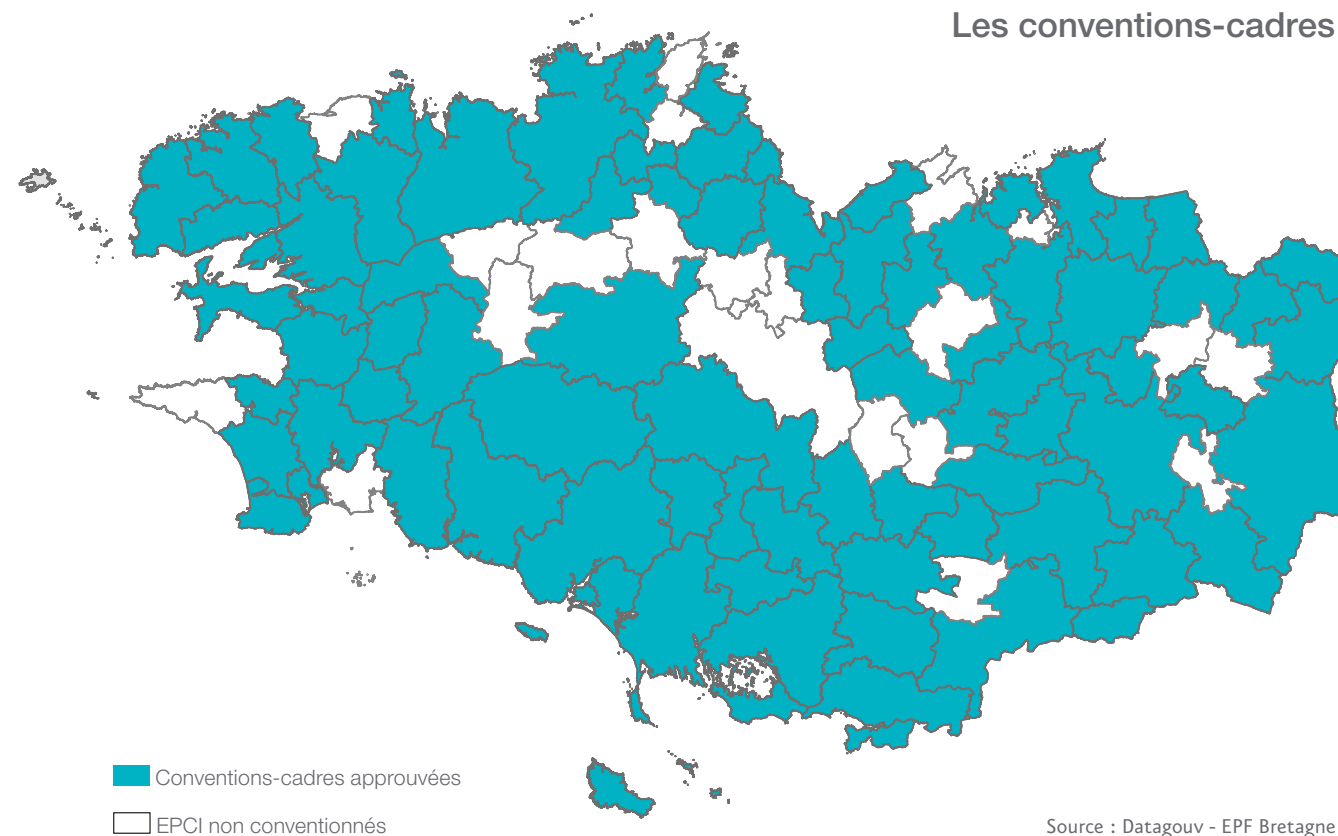 Les conventions-cadres
Conventions-cadres approuvées
EPCI non conventionnés
Source : Datagouv - EPF Bretagne